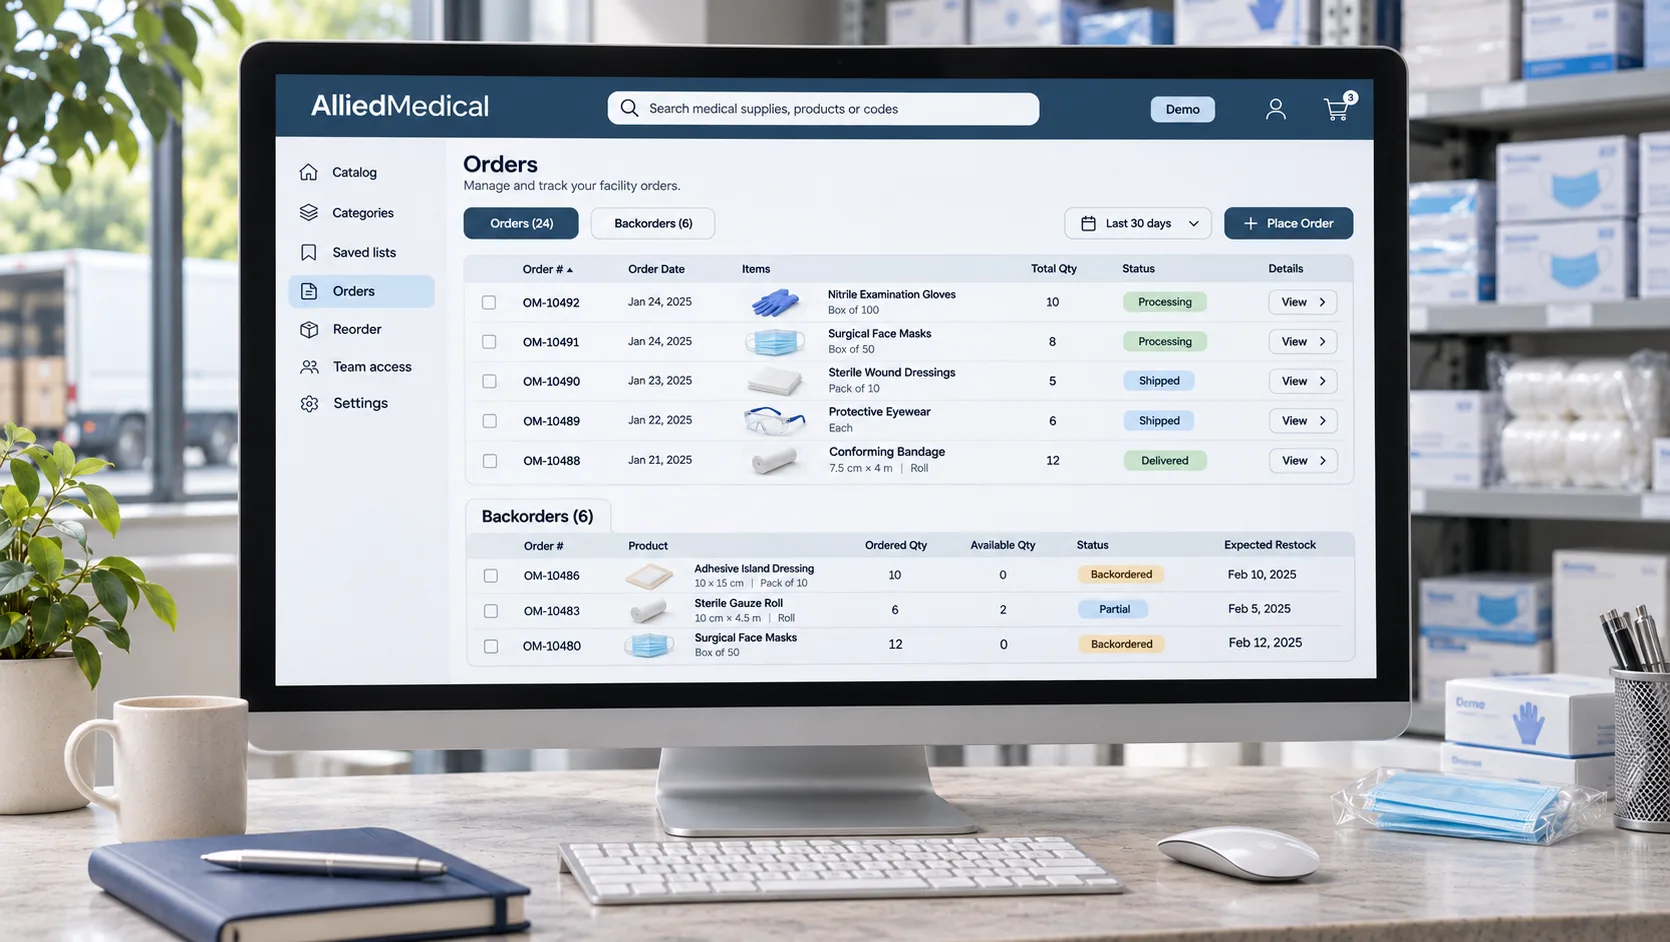 AlliedMedical
Search medical supplies, products or codes
Demo
3
Catalog
Categories
Saved lists
Orders
Reorder
Team access
Settings
Orders
Manage and track your facility orders.
Orders (24)
Backorders (6)
Last 30 days
+ Place Order
Order # ▲ Order Date Items Total Qty Status Details
OM-10492 Jan 24, 2025 Nitrile Examination Gloves 10 Processing View >
Box of 100
OM-10491 Jan 24, 2025 Surgical Face Masks 8 Processing View >
Box of 50
OM-10490 Jan 23, 2025 Sterile Wound Dressings 5 Shipped View >
Pack of 10
OM-10489 Jan 22, 2025 Protective Eyewear 6 Shipped View >
Each
OM-10488 Jan 21, 2025 Conforming Bandage 12 Delivered View >
7.5 cm × 4 m | Roll
Backorders (6)
Order # Product Ordered Qty Available Qty Status Expected Restock
OM-10486 Adhesive Island Dressing 10 0 Backordered Feb 10, 2025
10 x 15 cm | Pack of 10
OM-10483 Sterile Gauze Roll 6 2 Partial Feb 5, 2025
10 cm × 4.5 m | Roll
OM-10480 Surgical Face Masks 12 0 Backordered Feb 12, 2025
Box of 50
Demo